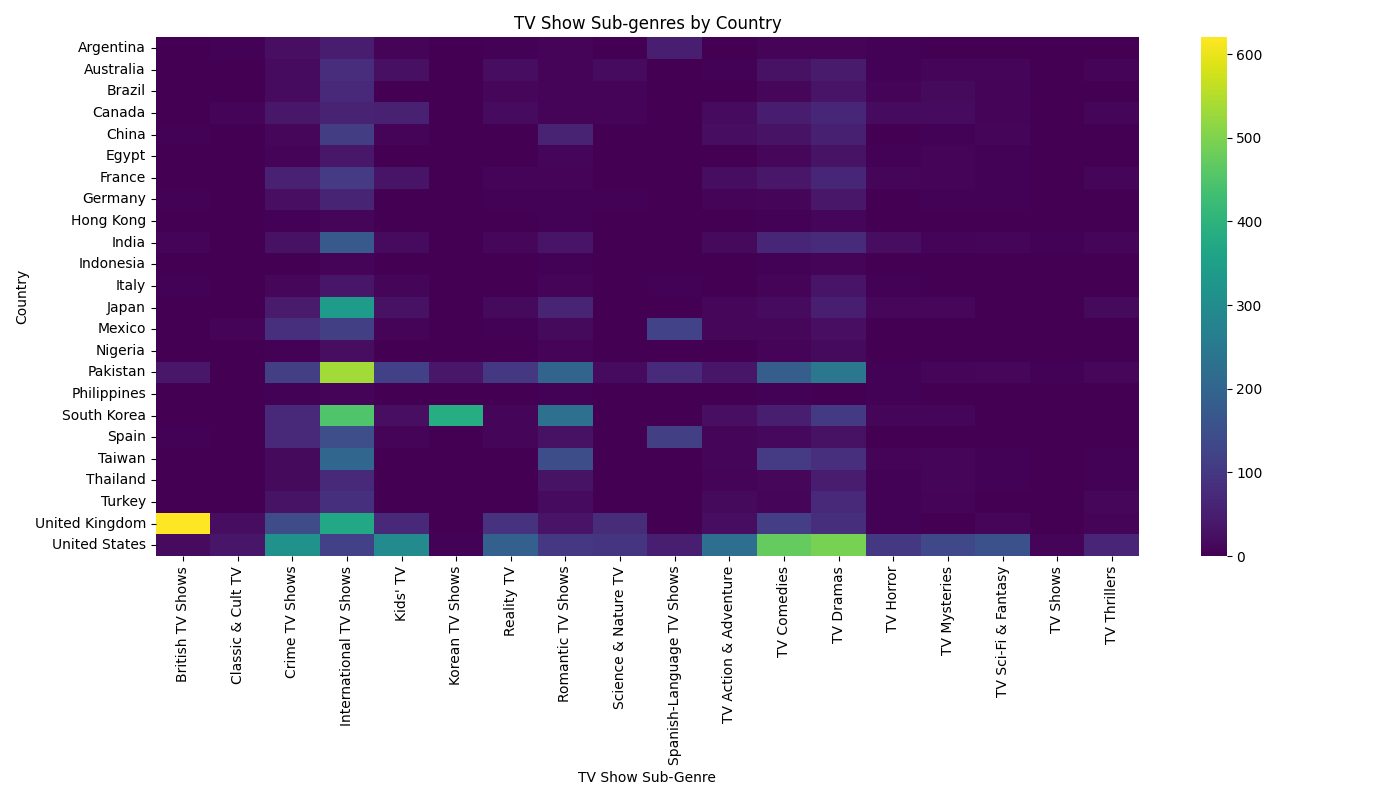 TV Show Sub-genres by Country
Country
Argentina
Australia
Brazil
Canada
China
Egypt
France
Germany
Hong Kong
India
Indonesia
Italy
Japan
Mexico
Nigeria
Pakistan
Philippines
South Korea
Spain
Taiwan
Thailand
Turkey
United Kingdom
United States
British TV Shows
Classic & Cult TV
Crime TV Shows
International TV Shows
Kids' TV
Korean TV Shows
Reality TV
Romantic TV Shows
Science & Nature TV
Spanish-Language TV Shows
TV Action & Adventure
TV Comedies
TV Dramas
TV Horror
TV Mysteries
TV Sci-Fi & Fantasy
TV Shows
TV Thrillers
TV Show Sub-Genre
600
500
400
300
200
100
0